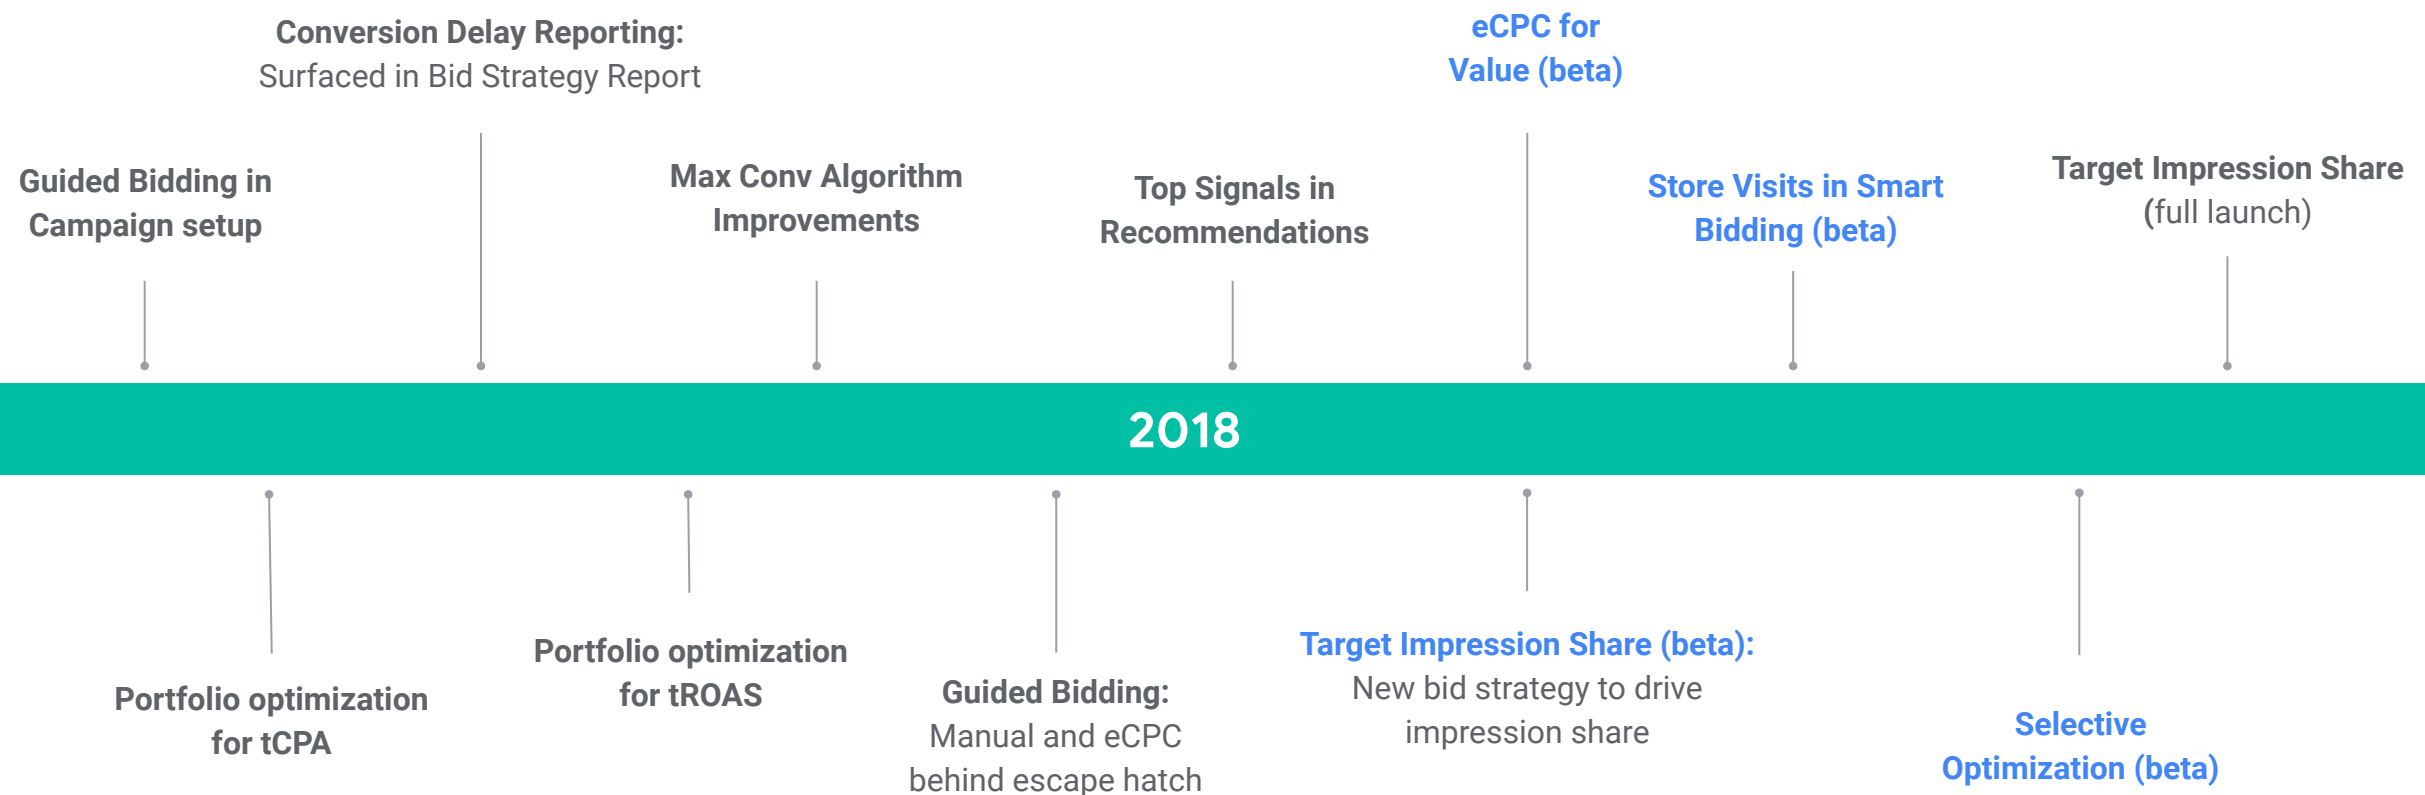 Conversion Delay Reporting:
Surfaced in Bid Strategy Report
eCPC for
Value (beta)
Guided Bidding in
Campaign setup
Max Conv Algorithm
Improvements
Top Signals in
Recommendations
Store Visits in Smart
Bidding (beta)
Target Impression Share
(full launch)
2018
Portfolio optimization
for tCPA
Portfolio optimization
for tROAS
Guided Bidding:
Manual and eCPC
behind escape hatch
Target Impression Share (beta):
New bid strategy to drive
impression share
Selective
Optimization (beta)